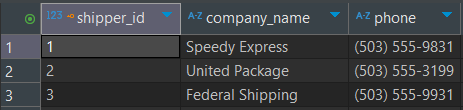 123 shipper_id A-Z company_name A-Z phone
1 1 Speedy Express (503) 555-9831
2 2 United Package (503) 555-3199
3 3 Federal Shipping (503) 555-9931